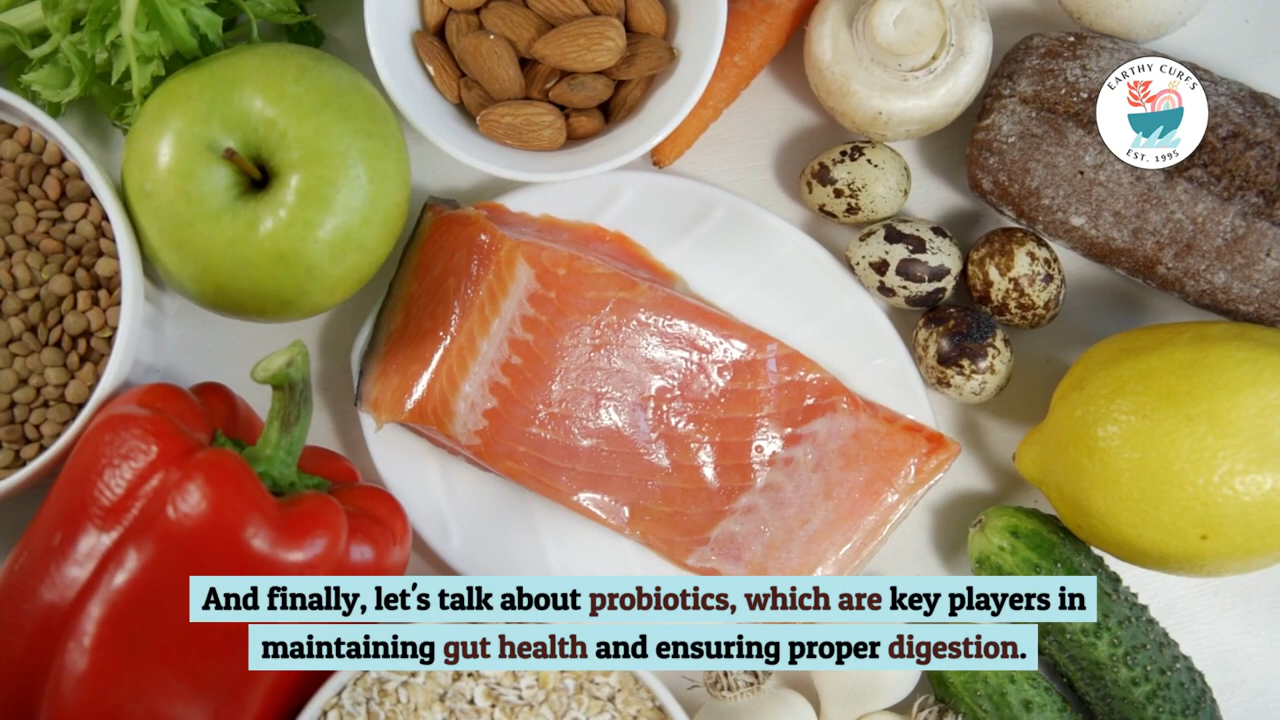 EARTHY CURES
EST. 1995
And finally, let's talk about probiotics, which are key players in
maintaining gut health and ensuring proper digestion.